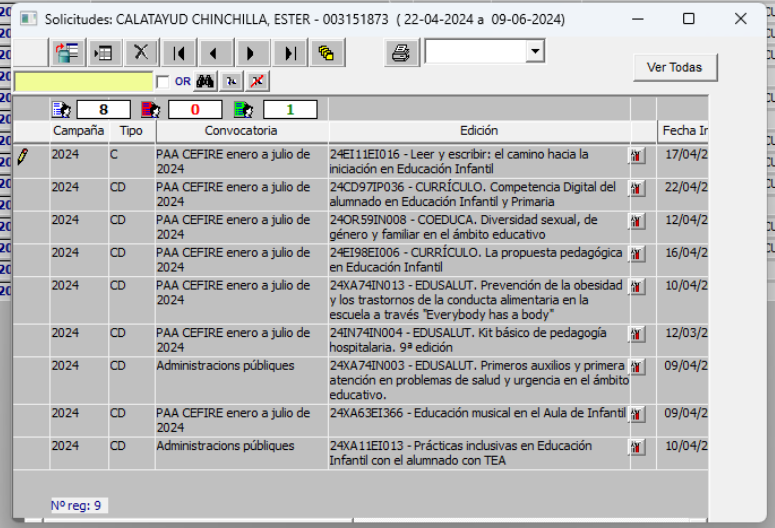 Solicitudes: CALATAYUD CHINCHILLA, ESTER - 003151873 ( 22-04-2024 a 09-06-2024)
Ver Todas
OR
8 0 1
Campaña Tipo Convocatoria Edición Fecha In
2024 C PAA CEFIRE enero a julio de 24EI11EI016 - Leer y escribir: el camino hacia la 17/04/2
2024 iniciación en Educación Infantil
2024 CD PAA CEFIRE enero a julio de 24CD97IP036 - CURRÍCULO. Competencia Digital del 22/04/2
2024 alumnado en Educación Infantil y Primaria
2024 CD PAA CEFIRE enero a julio de 24OR59IN008 - COEDUCA. Diversidad sexual, de 12/04/2
2024 género y familiar en el ámbito educativo
2024 CD PAA CEFIRE enero a julio de 24EI98EI006 - CURRÍCULO. La propuesta pedagógica 16/04/2
2024 en Educación Infantil
2024 CD PAA CEFIRE enero a julio de 24XA74IN013 - EDUSALUT. Prevención de la obesidad 10/04/2
2024 y los trastornos de la conducta alimentaria en la
escuela a través "Everybody has a body"
2024 CD PAA CEFIRE enero a julio de 24IN74IN004 - EDUSALUT. Kit básico de pedagogía 12/03/2
2024 hospitalaria. 9ª edición
2024 CD Administracions públiques 24XA74IN003 - EDUSALUT. Primeros auxilios y primera 09/04/2
atención en problemas de salud y urgencia en el ámbito
educativo.
2024 CD PAA CEFIRE enero a julio de 24XA63EI366 - Educación musical en el Aula de Infantil 09/04/2
2024
2024 CD Administracions públiques 24XA11EI013 - Prácticas inclusivas en Educación 10/04/2
Infantil con el alumnado con TEA
Nº reg: 9